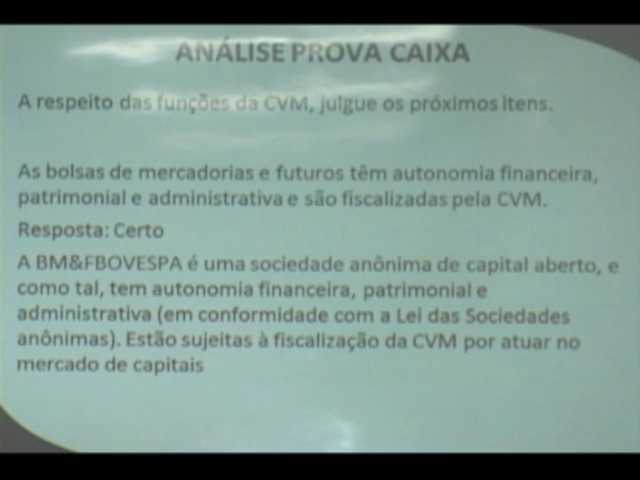 ANÁLISE PROVA CAIXA
A respeito das funções da CVM, julgue os próximos itens.
As bolsas de mercadorias e futuros têm autonomia financeira,
patrimonial e administrativa e são fiscalizadas pela CVM.
Resposta: Certo
A BM&FBOVESPA é uma sociedade anônima de capital aberto, e
como tal, tem autonomia financeira, patrimonial e
administrativa (em conformidade com a Lei das Sociedades
anônimas). Estão sujeitas à fiscalização da CVM por atuar no
mercado de capitais